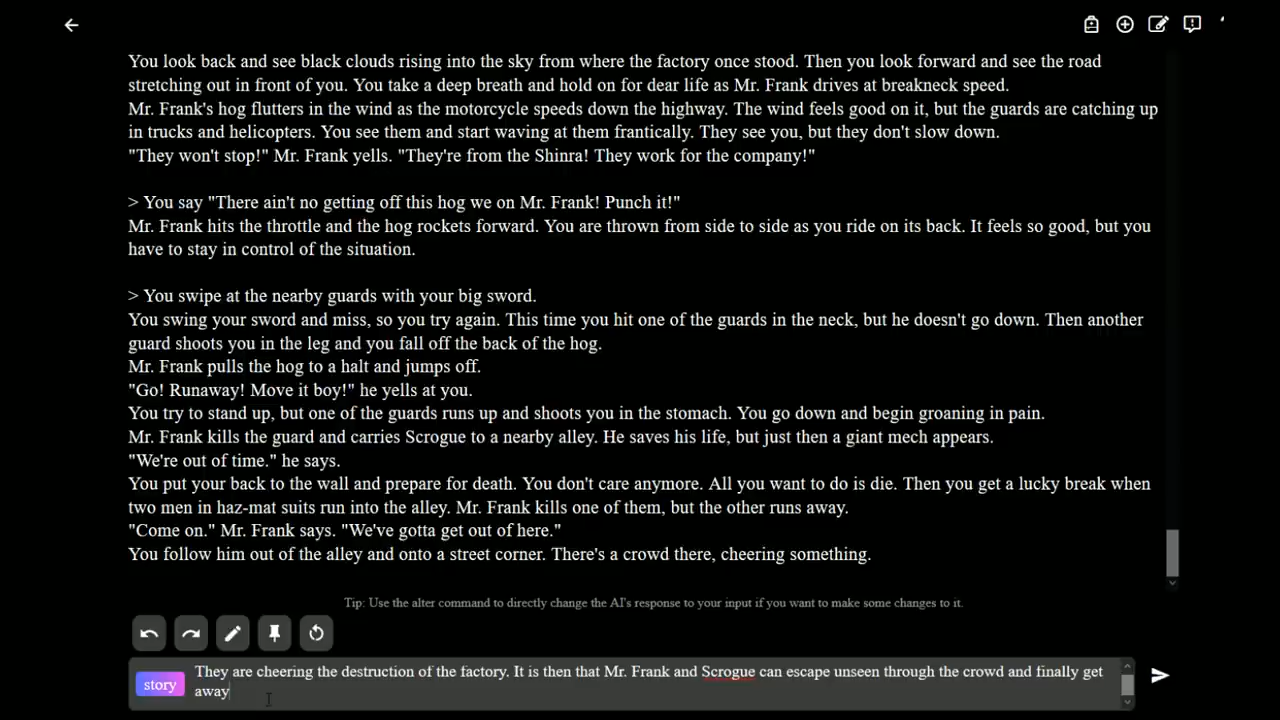 You look back and see black clouds rising into the sky from where the factory once stood. Then you look forward and see the road
stretching out in front of you. You take a deep breath and hold on for dear life as Mr. Frank drives at breakneck speed.
Mr. Frank's hog flutters in the wind as the motorcycle speeds down the highway. The wind feels good on it, but the guards are catching up
in trucks and helicopters. You see them and start waving at them frantically. They see you, but they don't slow down.
"They won't stop!" Mr. Frank yells. "They're from the Shinra! They work for the company!"
> You say "There ain't no getting off this hog we on Mr. Frank! Punch it!"
Mr. Frank hits the throttle and the hog rockets forward. You are thrown from side to side as you ride on its back. It feels so good, but you
have to stay in control of the situation.
> You swipe at the nearby guards with your big sword.
You swing your sword and miss, so you try again. This time you hit one of the guards in the neck, but he doesn't go down. Then another
guard shoots you in the leg and you fall off the back of the hog.
Mr. Frank pulls the hog to a halt and jumps off.
"Go! Runaway! Move it boy!" he yells at you.
You try to stand up, but one of the guards runs up and shoots you in the stomach. You go down and begin groaning in pain.
Mr. Frank kills the guard and carries Scrogue to a nearby alley. He saves his life, but just then a giant mech appears.
"We're out of time." he says.
You put your back to the wall and prepare for death. You don't care anymore. All you want to do is die. Then you get a lucky break when
two men in haz-mat suits run into the alley. Mr. Frank kills one of them, but the other runs away.
"Come on." Mr. Frank says. "We've gotta get out of here."
You follow him out of the alley and onto a street corner. There's a crowd there, cheering something.
Tip: Use the alter command to directly change the AI's response to your input if you want to make some changes to it.
story
They are cheering the destruction of the factory. It is then that Mr. Frank and Scrogue can escape unseen through the crowd and finally get
away